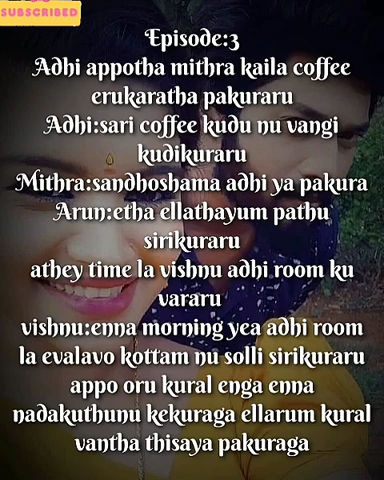 SUBSCRIBED
Episode:3
Adhi appotha mithra kaila coffee
erukaratha pakuraru
Adhi:sari coffee kudu nu vangi
kudikuraru
Mithra:sandhoshama adhi ya pakura
Arun:etha ellathayum pathu
sirikuraru
athey time la vishnu adhi room ku
vararu
vishnu:enna morning yea adhi room
la evalavo kottam nu solli sirikuraru
appo oru kural enga enna
nadakuthunu kekuraga ellarum kural
vantha thisaya pakuraga